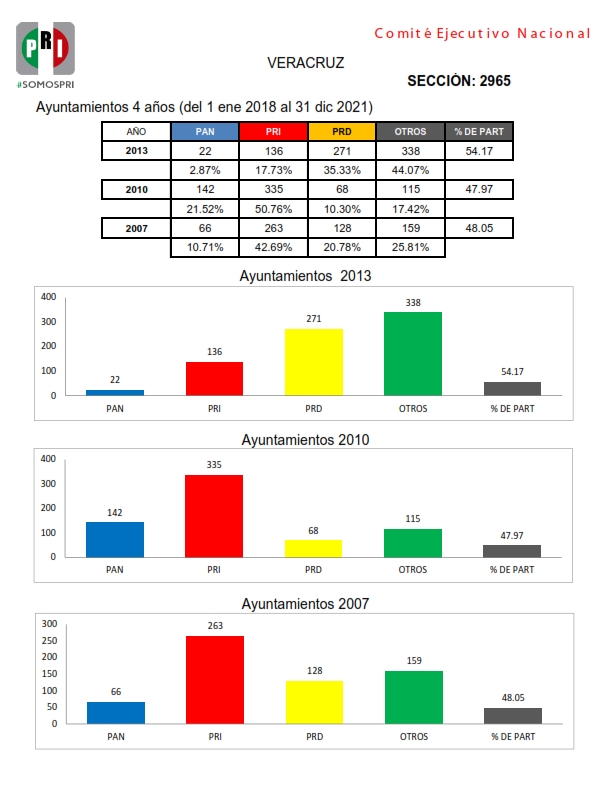 Comité Ejecutivo Nacional
PRI
#SOMOSPRI
VERACRUZ
SECCIÓN: 2965
Ayuntamientos 4 años (del 1 ene 2018 al 31 dic 2021)
AÑO PAN PRI PRD OTROS % DE PART
2013 22 136 271 338 54.17
2.87% 17.73% 35.33% 44.07%
2010 142 335 68 115 47.97
21.52% 50.76% 10.30% 17.42%
2007 66 263 128 159 48.05
10.71% 42.69% 20.78% 25.81%
Ayuntamientos 2013
400
300
200
100
0
22 136 271 338 54.17
PAN PRI PRD OTROS % DE PART
Ayuntamientos 2010
400
300
200
100
0
142 335 68 115 47.97
PAN PRI PRD OTROS % DE PART
Ayuntamientos 2007
300
250
200
150
100
50
0
66 263 128 159 48.05
PAN PRI PRD OTROS % DE PART